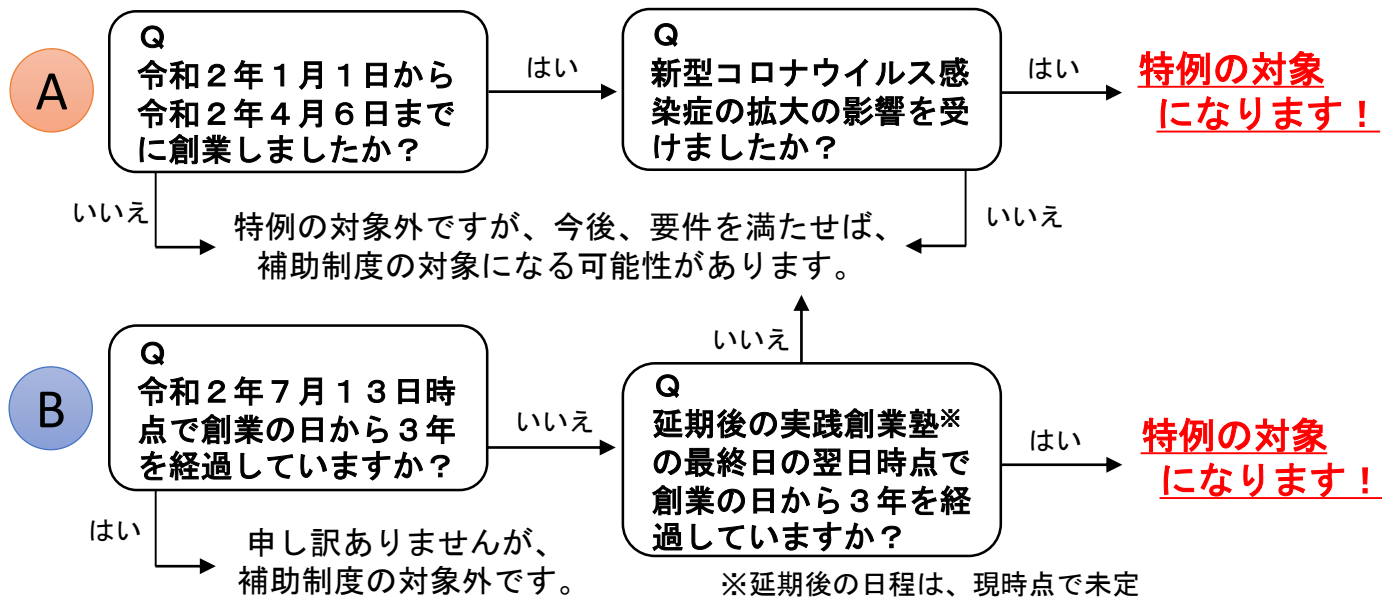 A
Q
令和２年１月１日から
令和２年４月６日まで
に創業しましたか？
はい
Q
新型コロナウイルス感
染症の拡大の影響を受
けましたか？
はい
特例の対象
になります！
いいえ
いいえ
特例の対象外ですが、今後、要件を満たせば、
補助制度の対象になる可能性があります。
B
Q
令和２年７月１３日時
点で創業の日から３年
を経過していますか？
いいえ
いいえ
Q
延期後の実践創業塾※
の最終日の翌日時点で
創業の日から３年を経
過していますか？
はい
特例の対象
になります！
はい
申し訳ありませんが、
補助制度の対象外です。
※延期後の日程は、現時点で未定